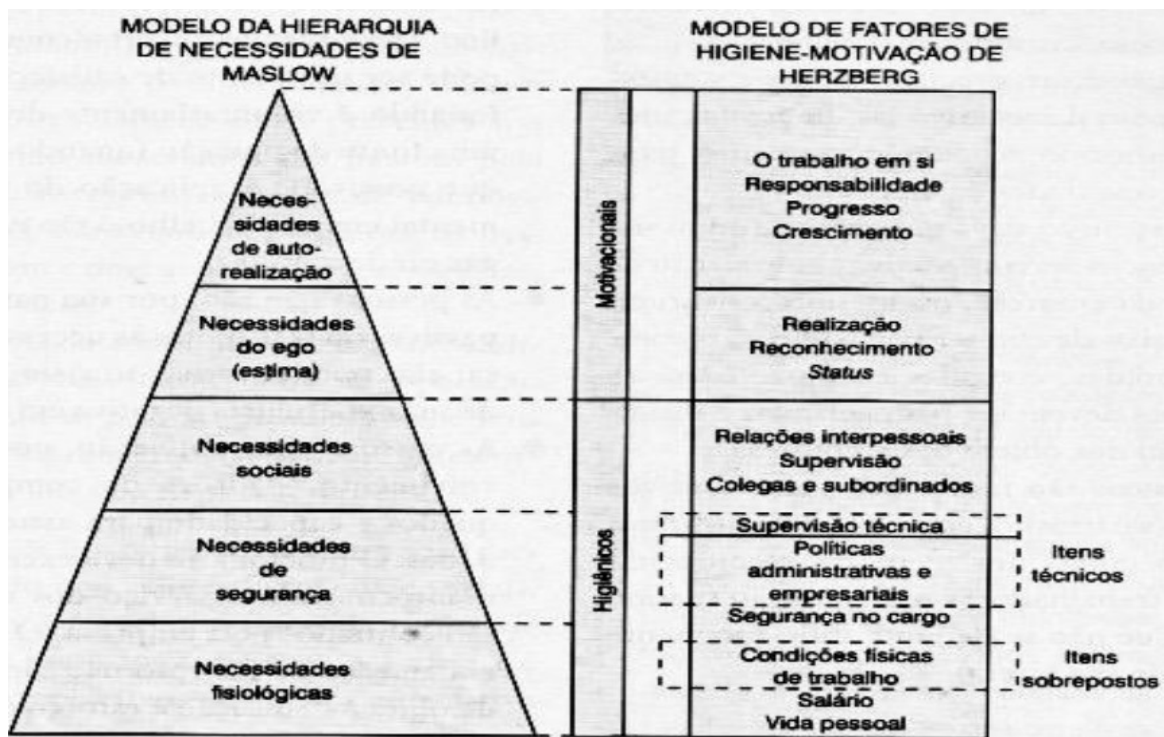 MODELO DA HIERARQUIA
DE NECESSIDADES DE
MASLOW
Neces-
sidades
de auto-
realização
Necessidades
do ego
(estima)
Necessidades
sociais
Necessidades
de
segurança
Necessidades
fisiológicas
MODELO DE FATORES DE
HIGIENE-MOTIVAÇÃO DE
HERZBERG
Motivacionais
Higiênicos
O trabalho em si
Responsabilidade
Progresso
Crescimento
Realização
Reconhecimento
Status
Relações interpessoais
Supervisão
Colegas e subordinados
Supervisão técnica
Políticas
administrativas e
empresariais
Segurança no cargo
Condições físicas
de trabalho
Salário
Vida pessoal
Itens
técnicos
Itens
sobrepostos